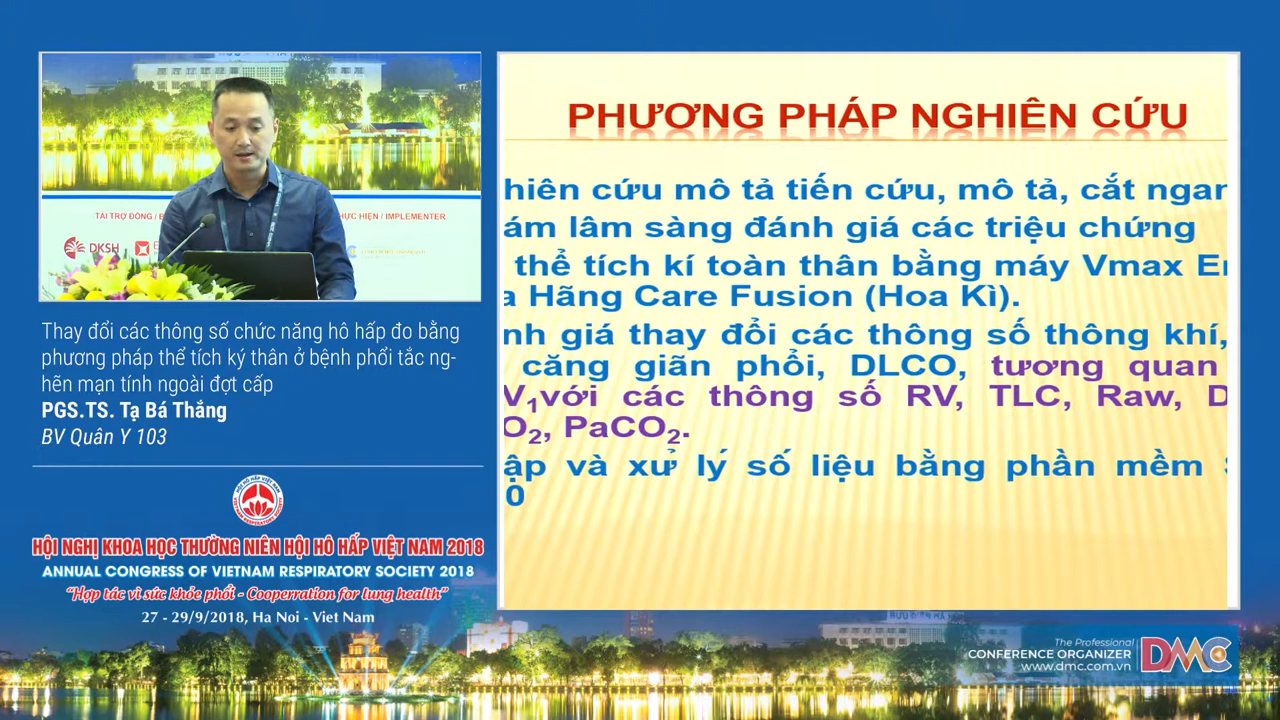 TÀI TRỢ ĐỒNG
THỰC HIỆN / IMPLEMENTER
DKSH
Thay đổi các thông số chức năng hô hấp đo bằng
phương pháp thể tích ký thân ở bệnh phổi tắc ng-
hẽn mạn tính ngoài đợt cấp
PGS.TS. Tạ Bá Thắng
BV Quân Y 103
HỘI HÔ HẤP VIỆT NAM
VIETNAM RESPIRATORY SOCIETY
HỘI NGHỊ KHOA HỌC THƯỜNG NIÊN HỘI HÔ HẤP VIỆT NAM 2018
ANNUAL CONGRESS OF VIETNAM RESPIRATORY SOCIETY 2018
“Hợp tác vì sức khỏe phổi - Cooperration for lung health”
27 - 29/9/2018, Ha Noi - Viet Nam
PHƯƠNG PHÁP NGHIÊN CỨU
hiên cứu mô tả tiến cứu, mô tả, cắt ngan
ám lâm sàng đánh giá các triệu chứng
thể tích kí toàn thân bằng máy Vmax En
a Hãng Care Fusion (Hoa Kì).
nh giá thay đổi các thông số thông khí,
căng giãn phổi, DLCO, tương quan
V₁với các thông số RV, TLC, Raw, D
O₂, PaCO₂.
ập và xử lý số liệu bằng phần mềm S
0
The Professional
CONFERENCE ORGANIZER
www.dmc.com.vn
DMC